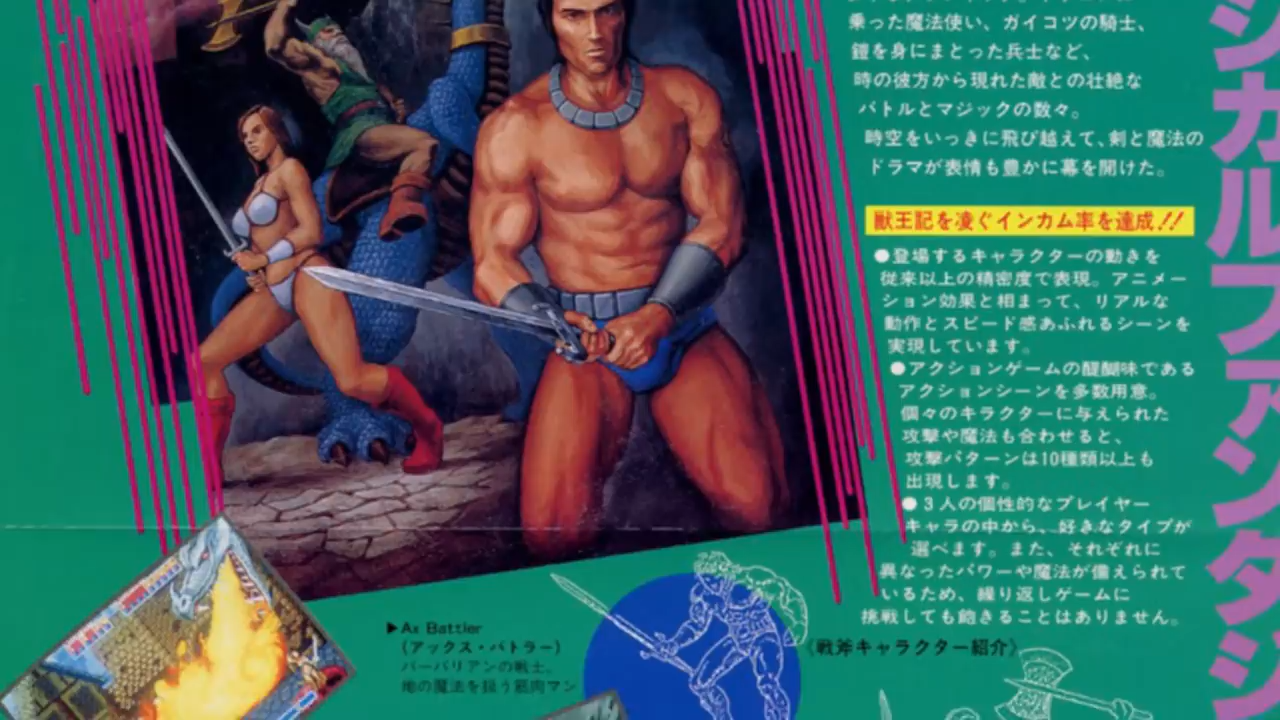 乗った魔法使い、ガイコツの騎士、
鎧を身にまとった兵士など、
時の彼方から現れた敵との壮絶な
バトルとマジックの数々。
時空をいっきに飛び越えて、剣と魔法の
ドラマが表情も豊かに幕を開けた。
獣王記を凌ぐインカム率を達成!!
●登場するキャラクターの動きを
従来以上の精密度で表現。アニメー
ション効果と相まって、リアルな
動作とスピード感あふれるシーンを
実現しています。
●アクションゲームの醍醐味である
アクションシーンを多数用意。
個々のキャラクターに与えられた
攻撃や魔法も合わせると、
攻撃パターンは10種類以上も
出現します。
●3人の個性的なプレイヤー
キャラの中から、好きなタイプが
選べます。また、それぞれに
異なったパワーや魔法が備えられて
いるため、繰り返しゲームに
挑戦しても飽きることはありません。
ジカルファンタジ
▶Ax Battler
(アックス・バトラー)
バーバリアンの戦士。
地の魔法を扱う筋肉マン
《戦斧キャラクター紹介》